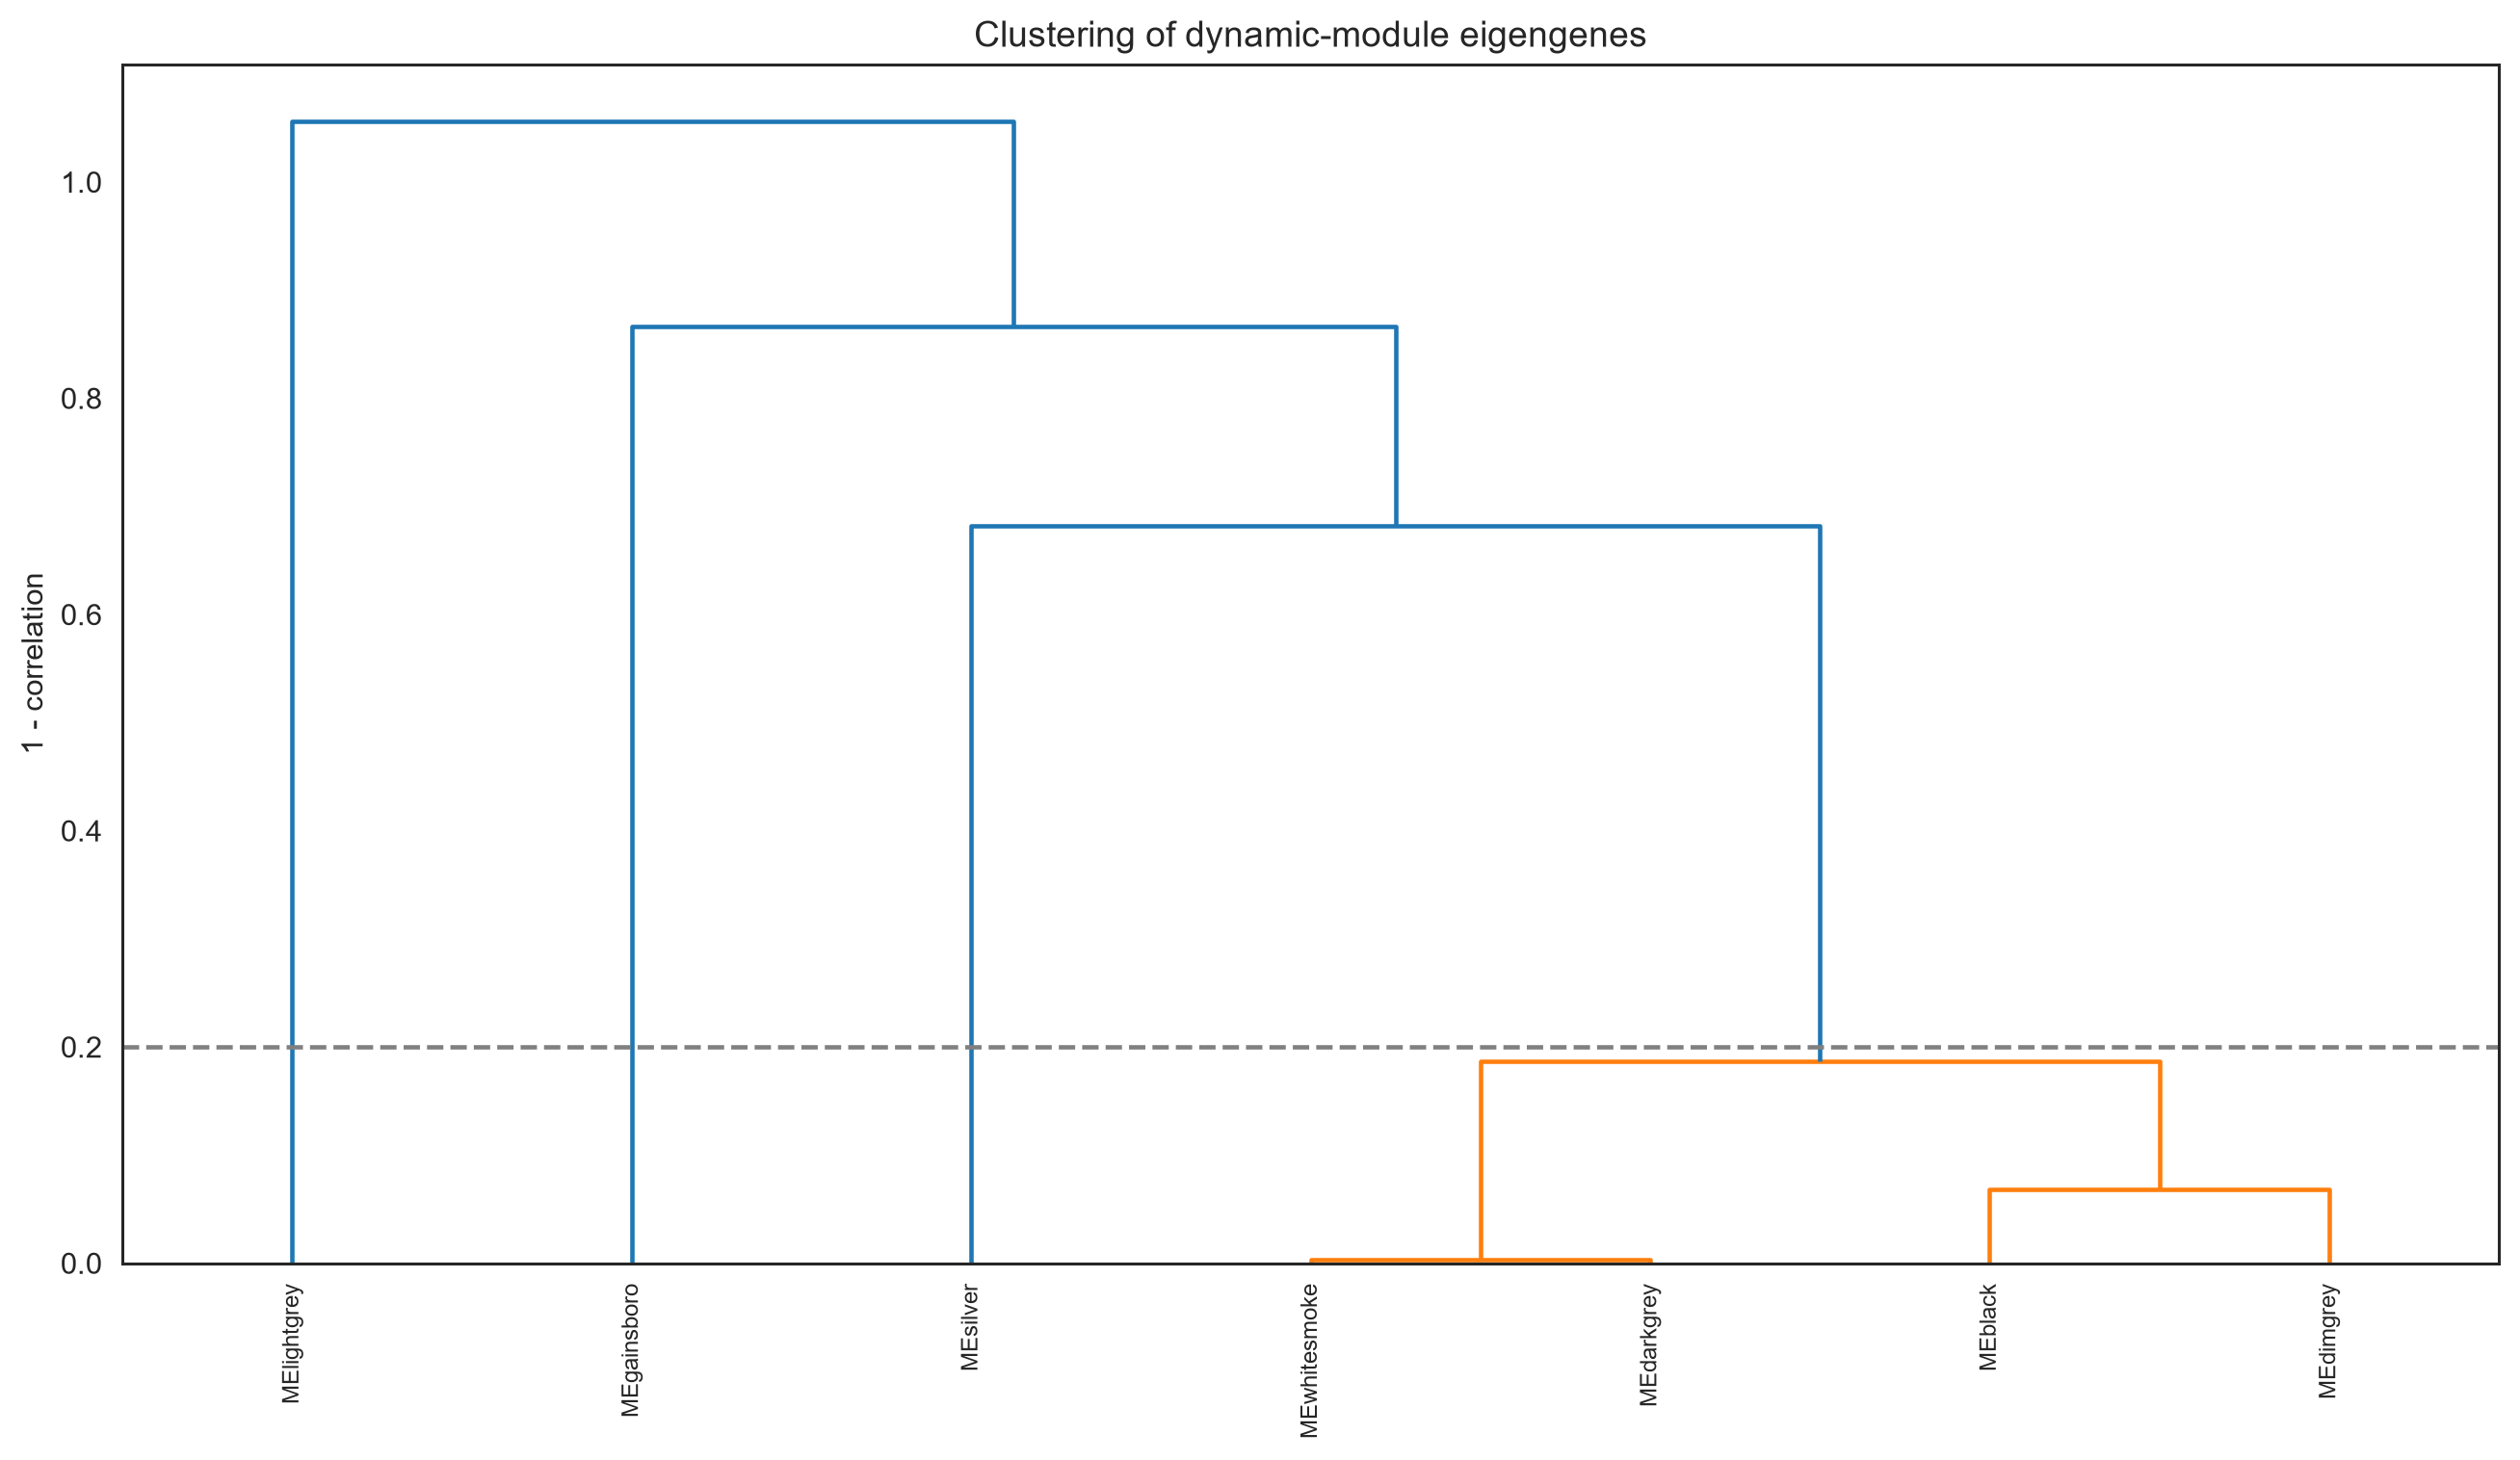 Clustering of dynamic-module eigengenes
1 - correlation
1.0
0.8
0.6
0.4
0.2
0.0
MElightgrey
MEgainsboro
MEsilver
MEwhitesmoke
MEdarkgrey
MEblack
MEdimgrey